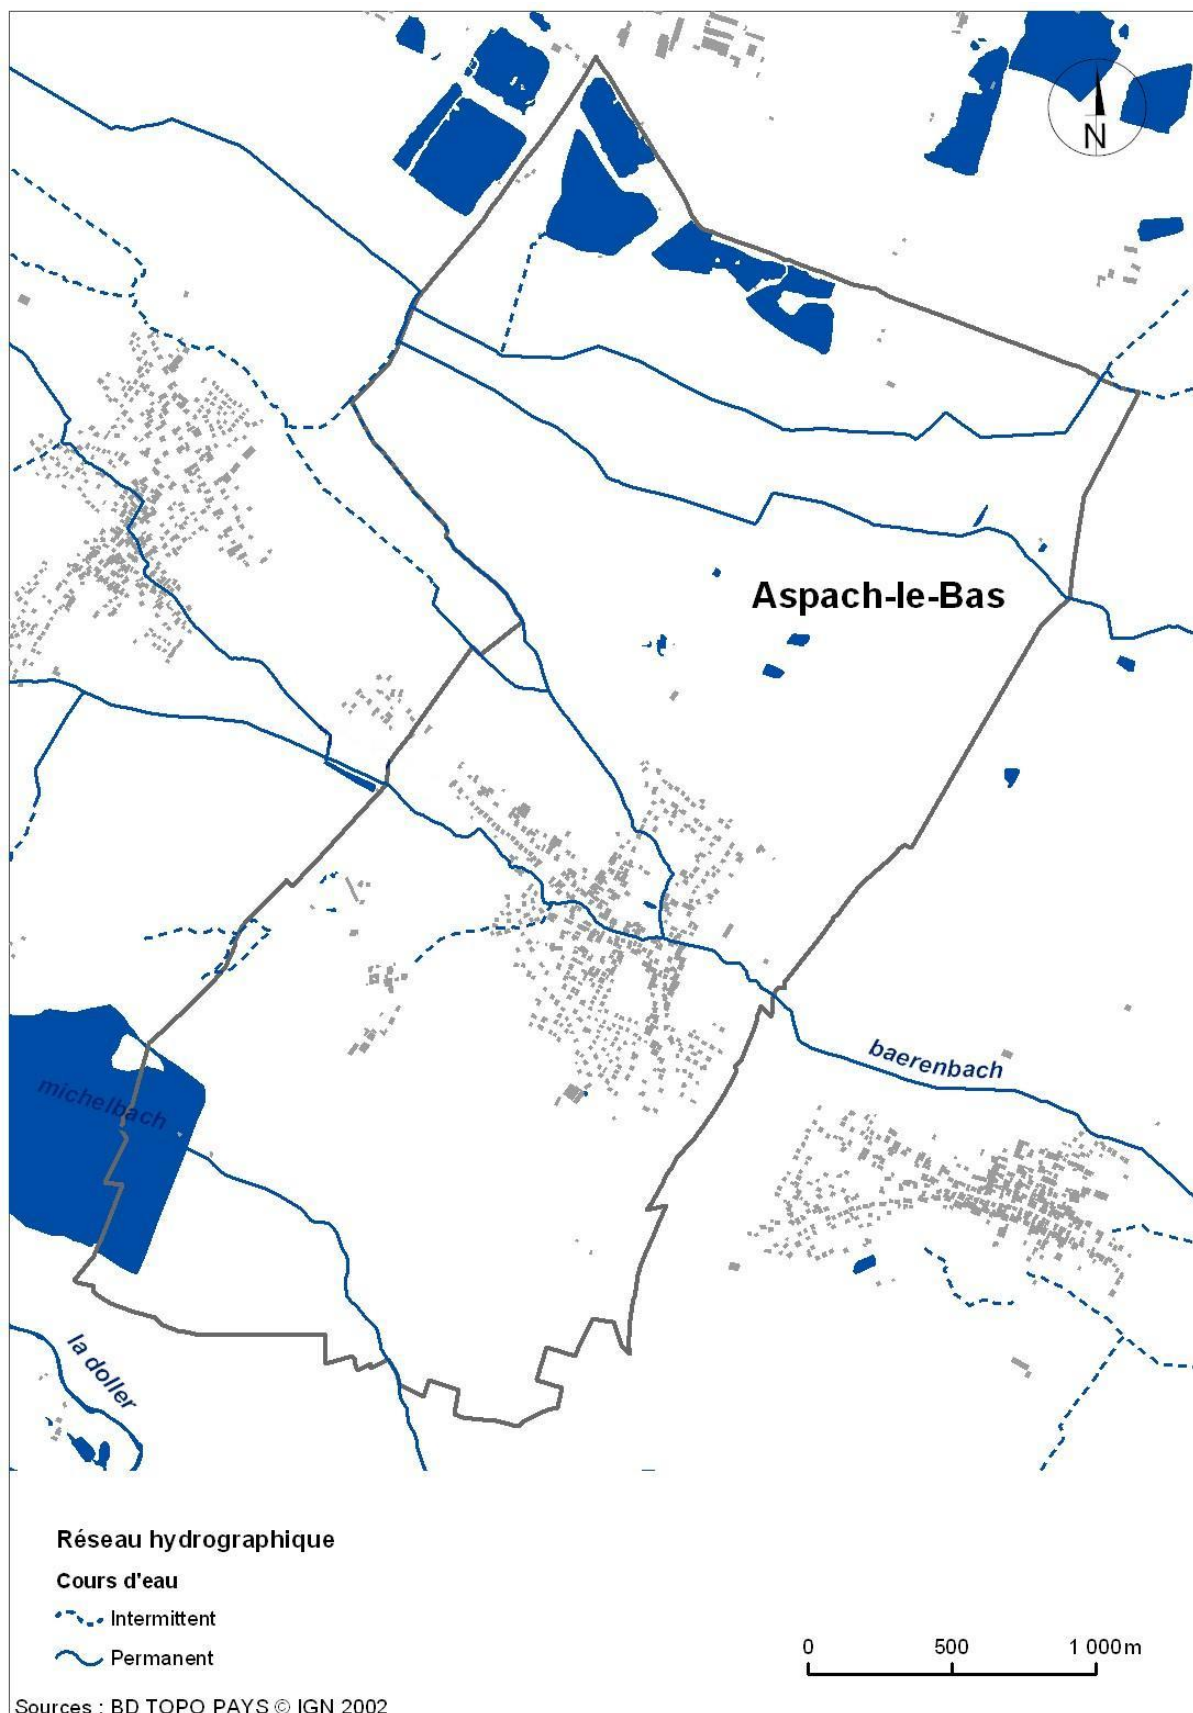 N
Aspach-le-Bas
baerenbach
michelbach
la doller
Réseau hydrographique
Cours d'eau
Intermittent
Permanent
0 500 1 000 m
Sources : BD TOPO PAYS © IGN 2002